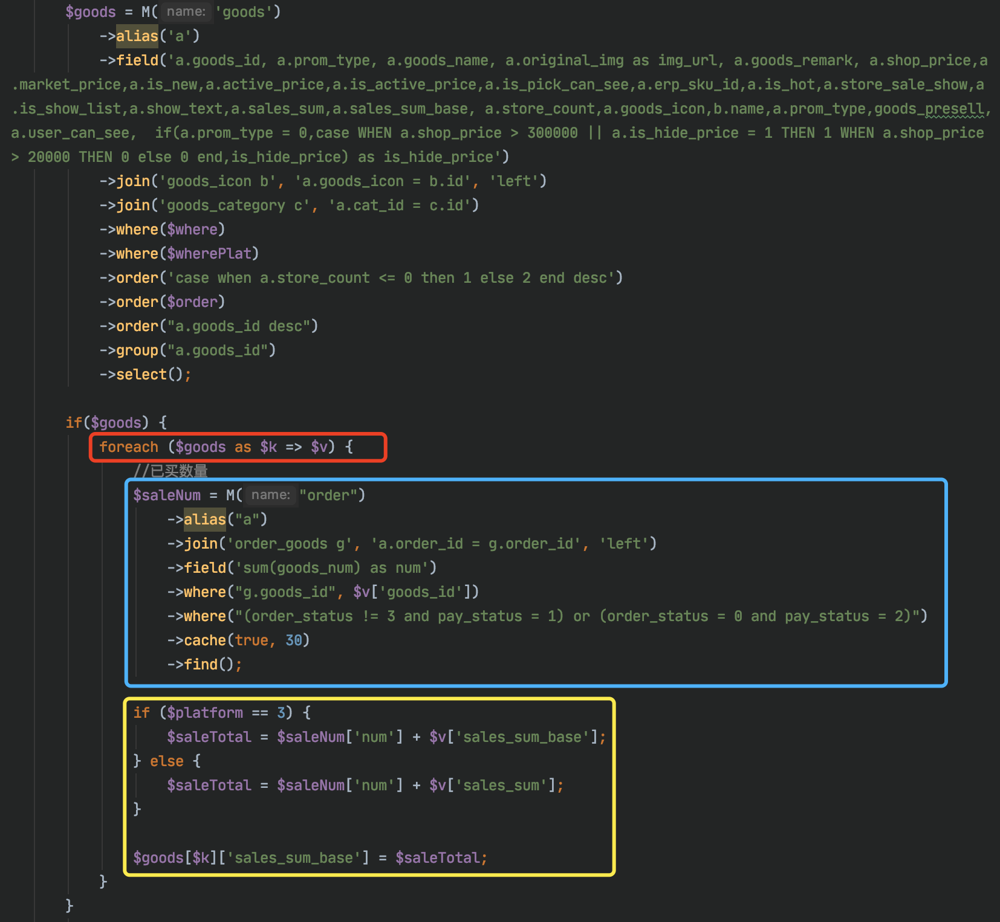 $goods = M( name: 'goods')
->alias('a')
->field('a.goods_id, a.prom_type, a.goods_name, a.original_img as img_url, a.goods_remark, a.shop_price,a
.market_price,a.is_new,a.active_price,a.is_active_price,a.is_pick_can_see,a.erp_sku_id,a.is_hot,a.store_sale_show,a
.is_show_list,a.show_text,a.sales_sum,a.sales_sum_base, a.store_count,a.goods_icon,b.name,a.prom_type,goods_presell,
a.user_can_see,  if(a.prom_type = 0,case WHEN a.shop_price > 300000 || a.is_hide_price = 1 THEN 1 WHEN a.shop_price
> 20000 THEN 0 else 0 end,is_hide_price) as is_hide_price')
->join('goods_icon b', 'a.goods_icon = b.id', 'left')
->join('goods_category c', 'a.cat_id = c.id')
->where($where)
->where($wherePlat)
->order('case when a.store_count <= 0 then 1 else 2 end desc')
->order($order)
->order("a.goods_id desc")
->group("a.goods_id")
->select();
if($goods) {
foreach ($goods as $k => $v) {
//已买数量
$saleNum = M( name: "order")
->alias("a")
->join('order_goods g', 'a.order_id = g.order_id', 'left')
->field('sum(goods_num) as num')
->where("g.goods_id", $v['goods_id'])
->where("(order_status != 3 and pay_status = 1) or (order_status = 0 and pay_status = 2)")
->cache(true, 30)
->find();
if ($platform == 3) {
$saleTotal = $saleNum['num'] + $v['sales_sum_base'];
} else {
$saleTotal = $saleNum['num'] + $v['sales_sum'];
}
$goods[$k]['sales_sum_base'] = $saleTotal;
}
}